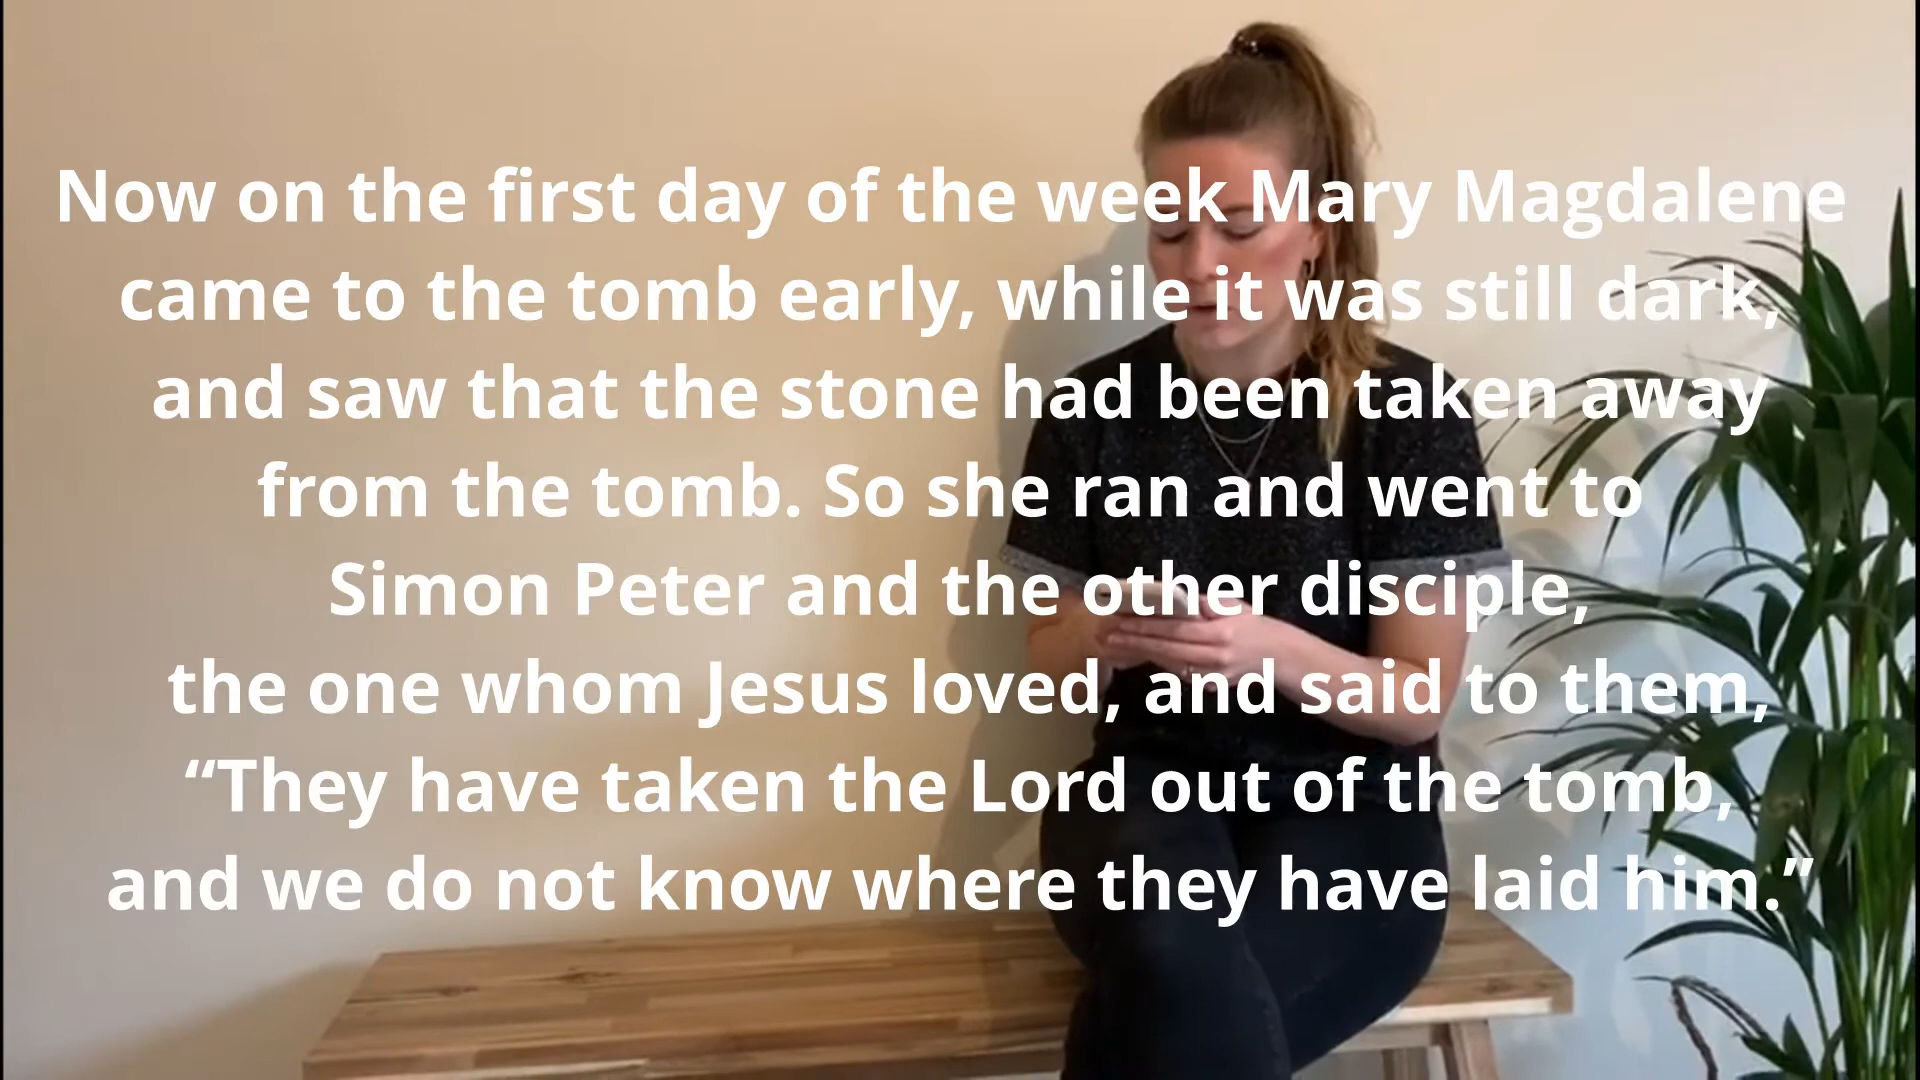 Now on the first day of the week Mary Magdalene
came to the tomb early, while it was still dark,
and saw that the stone had been taken away
from the tomb. So she ran and went to
Simon Peter and the other disciple,
the one whom Jesus loved, and said to them,
“They have taken the Lord out of the tomb,
and we do not know where they have laid him.”